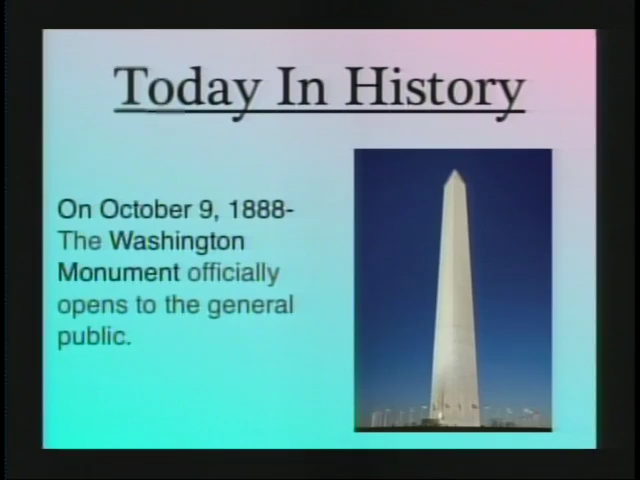 Today In History
On October 9, 1888-
The Washington
Monument officially
opens to the general
public.